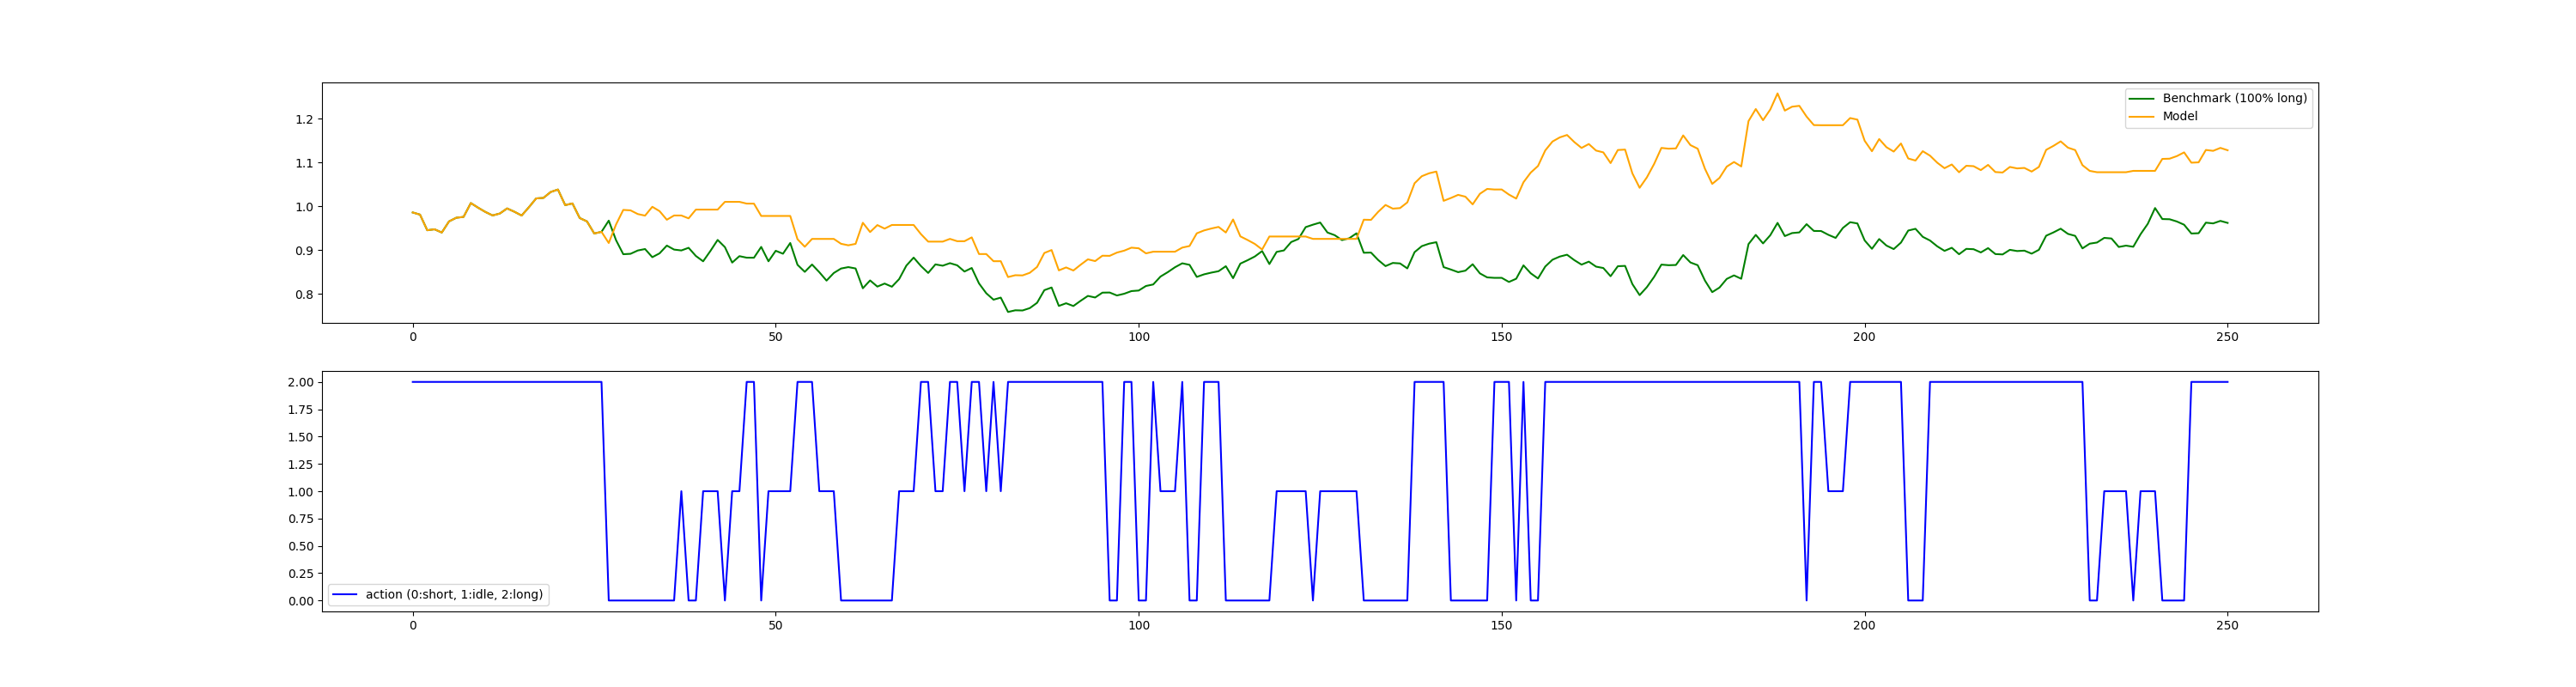 1.2
1.1
1.0
0.9
0.8
Benchmark (100% long)
Model
0 50 100 150 200 250
2.00
1.75
1.50
1.25
1.00
0.75
0.50
0.25
0.00
action (0:short, 1:idle, 2:long)
0 50 100 150 200 250